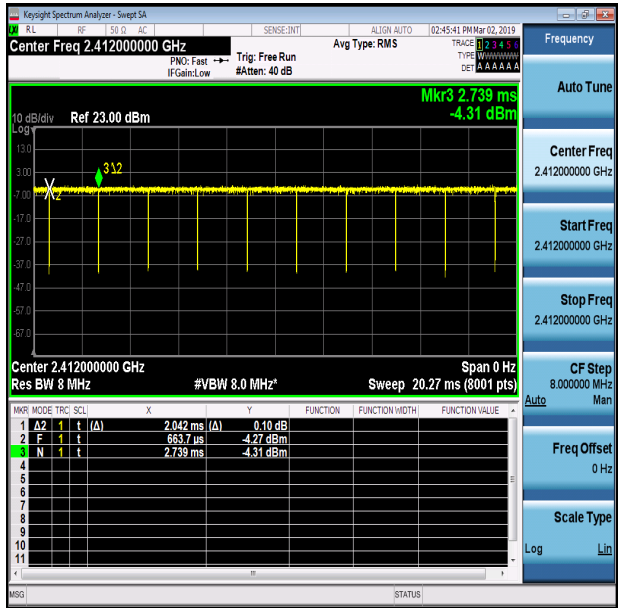 Keysight Spectrum Analyzer - Swept SA
LXI RL RF 50 Ω AC SENSE:INT ALIGN AUTO 02:45:41 PM Mar 02, 2019
Center Freq 2.412000000 GHz
Avg Type: RMS
TRACE 1 2 3 4 5 6
PNO: Fast Trig: Free Run
TYPE WWWWWW
IFGain:Low #Atten: 40 dB
DET A A A A A A
Mkr3 2.739 ms
10 dB/div Ref 23.00 dBm -4.31 dBm
Log
13.0
3.00
3Δ2
-7.00
2
-17.0
-27.0
-37.0
-47.0
-57.0
-67.0
Center 2.412000000 GHz Span 0 Hz
Res BW 8 MHz #VBW 8.0 MHz* Sweep 20.27 ms (8001 pts)
MKR MODE TRC SCL X Y FUNCTION FUNCTION WIDTH FUNCTION VALUE
1 Δ2 1 t (Δ) 2.042 ms (Δ) 0.10 dB
2 F 1 t 663.7 µs -4.27 dBm
3 N 1 t 2.739 ms -4.31 dBm
4
5
6
7
8
9
10
11
MSG STATUS
Frequency
Auto Tune
Center Freq
2.412000000 GHz
Start Freq
2.412000000 GHz
Stop Freq
2.412000000 GHz
CF Step
8.000000 MHz
Auto Man
Freq Offset
0 Hz
Scale Type
Log Lin